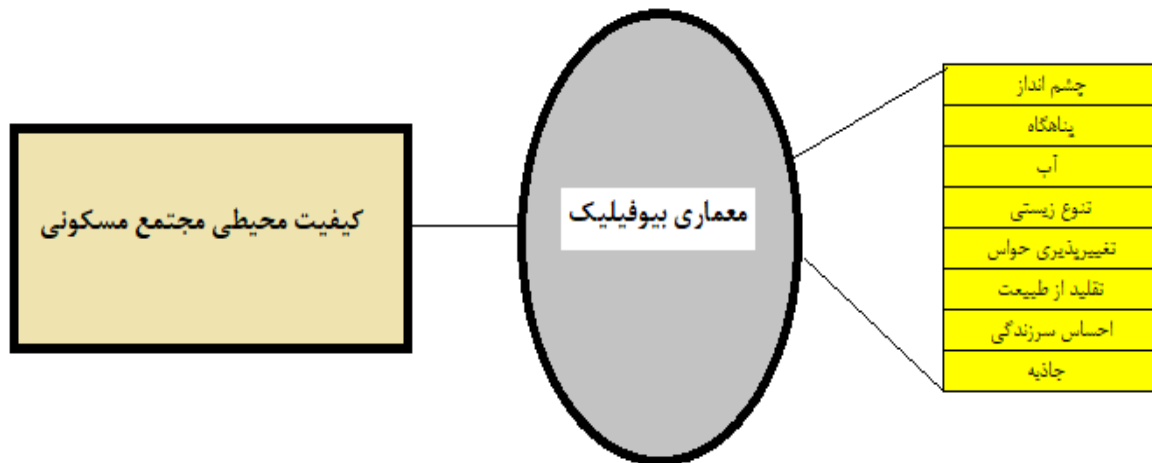 چشم انداز
پناهگاه
آب
تنوع زیستی
تغییرپذیری حواس
تقلید از طبیعت
احساس سرزندگی
جاذبه
معماری بیوفیلیک
کیفیت محیطی مجتمع مسکونی